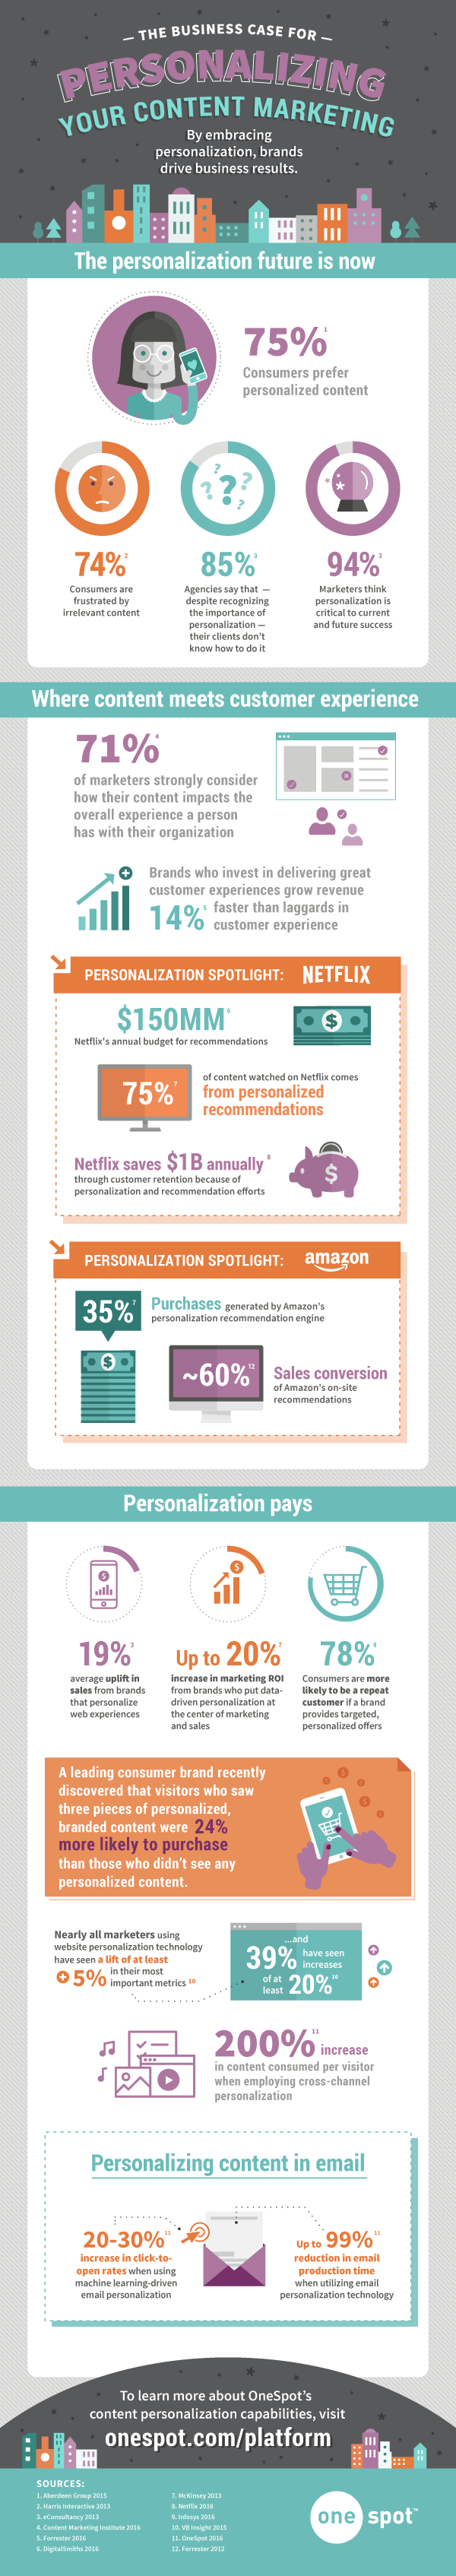 — THE BUSINESS CASE FOR —
PERSONALIZING
YOUR CONTENT MARKETING
By embracing
personalization, brands
drive business results.
The personalization future is now
75%¹
Consumers prefer
personalized content
74%²
Consumers are
frustrated by
irrelevant content
? ? ? ? ?
85%³
Agencies say that —
despite recognizing
the importance of
personalization —
their clients don't
know how to do it
94%³
Marketers think
personalization is
critical to current
and future success
Where content meets customer experience
71%⁴
of marketers strongly consider
how their content impacts the
overall experience a person
has with their organization
Brands who invest in delivering great
customer experiences grow revenue
14%⁵ faster than laggards in
customer experience
PERSONALIZATION SPOTLIGHT: NETFLIX
$150MM⁶
Netflix's annual budget for recommendations
$
75%⁷
of content watched on Netflix comes
from personalized
recommendations
Netflix saves $1B annually⁸
through customer retention because of
personalization and recommendation efforts
$
PERSONALIZATION SPOTLIGHT: amazon
35%⁷
Purchases generated by Amazon's
personalization recommendation engine
$
~60%¹²
Sales conversion
of Amazon's on-site
recommendations
Personalization pays
$
$
19%³
average uplift in
sales from brands
that personalize
web experiences
Up to 20%⁷
increase in marketing ROI
from brands who put data-
driven personalization at
the center of marketing
and sales
78%⁹
Consumers are more
likely to be a repeat
customer if a brand
provides targeted,
personalized offers
A leading consumer brand recently
discovered that visitors who saw
three pieces of personalized,
branded content were 24%
more likely to purchase
than those who didn't see any
personalized content.
Nearly all marketers using
website personalization technology
have seen a lift of at least
+5% in their most
important metrics ¹⁰
...and
39% have seen
increases
of at
least 20%¹⁰
200%¹¹ increase
in content consumed per visitor
when employing cross-channel
personalization
Personalizing content in email
20-30%¹¹
increase in click-to-
open rates when using
machine learning-driven
email personalization
Up to 99%¹¹
reduction in email
production time
when utilizing email
personalization technology
To learn more about OneSpot's
content personalization capabilities, visit
onespot.com/platform
SOURCES:
1. Aberdeen Group 2015
2. Harris Interactive 2013
3. eConsultancy 2013
4. Content Marketing Institute 2016
5. Forrester 2016
6. DigitalSmiths 2016
7. McKinsey 2013
8. Netflix 2016
9. Infosys 2016
10. VB Insight 2015
11. OneSpot 2016
12. Forrester 2012
one spot™